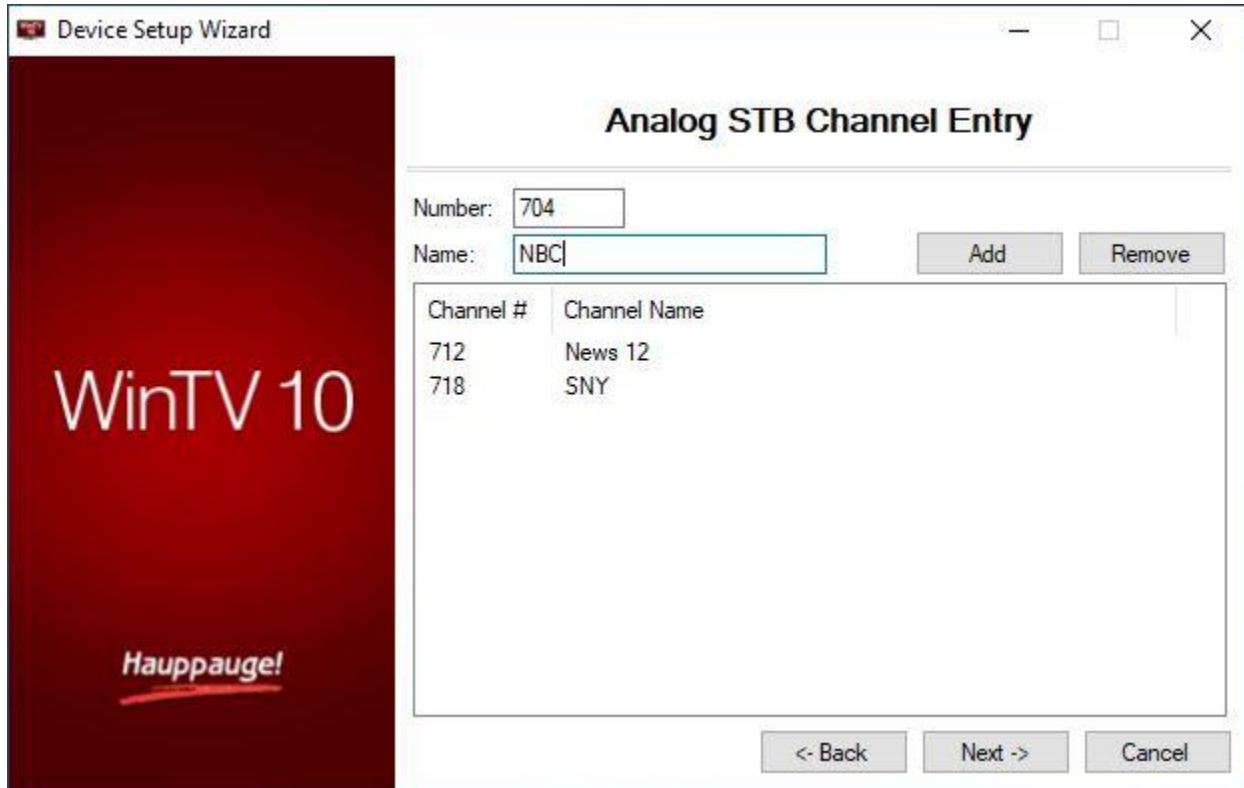 Device Setup Wizard
Analog STB Channel Entry
Number: 704
Name: NBC Add Remove
Channel # Channel Name
712 News 12
718 SNY
WinTV 10
Hauppauge!
<- Back Next -> Cancel